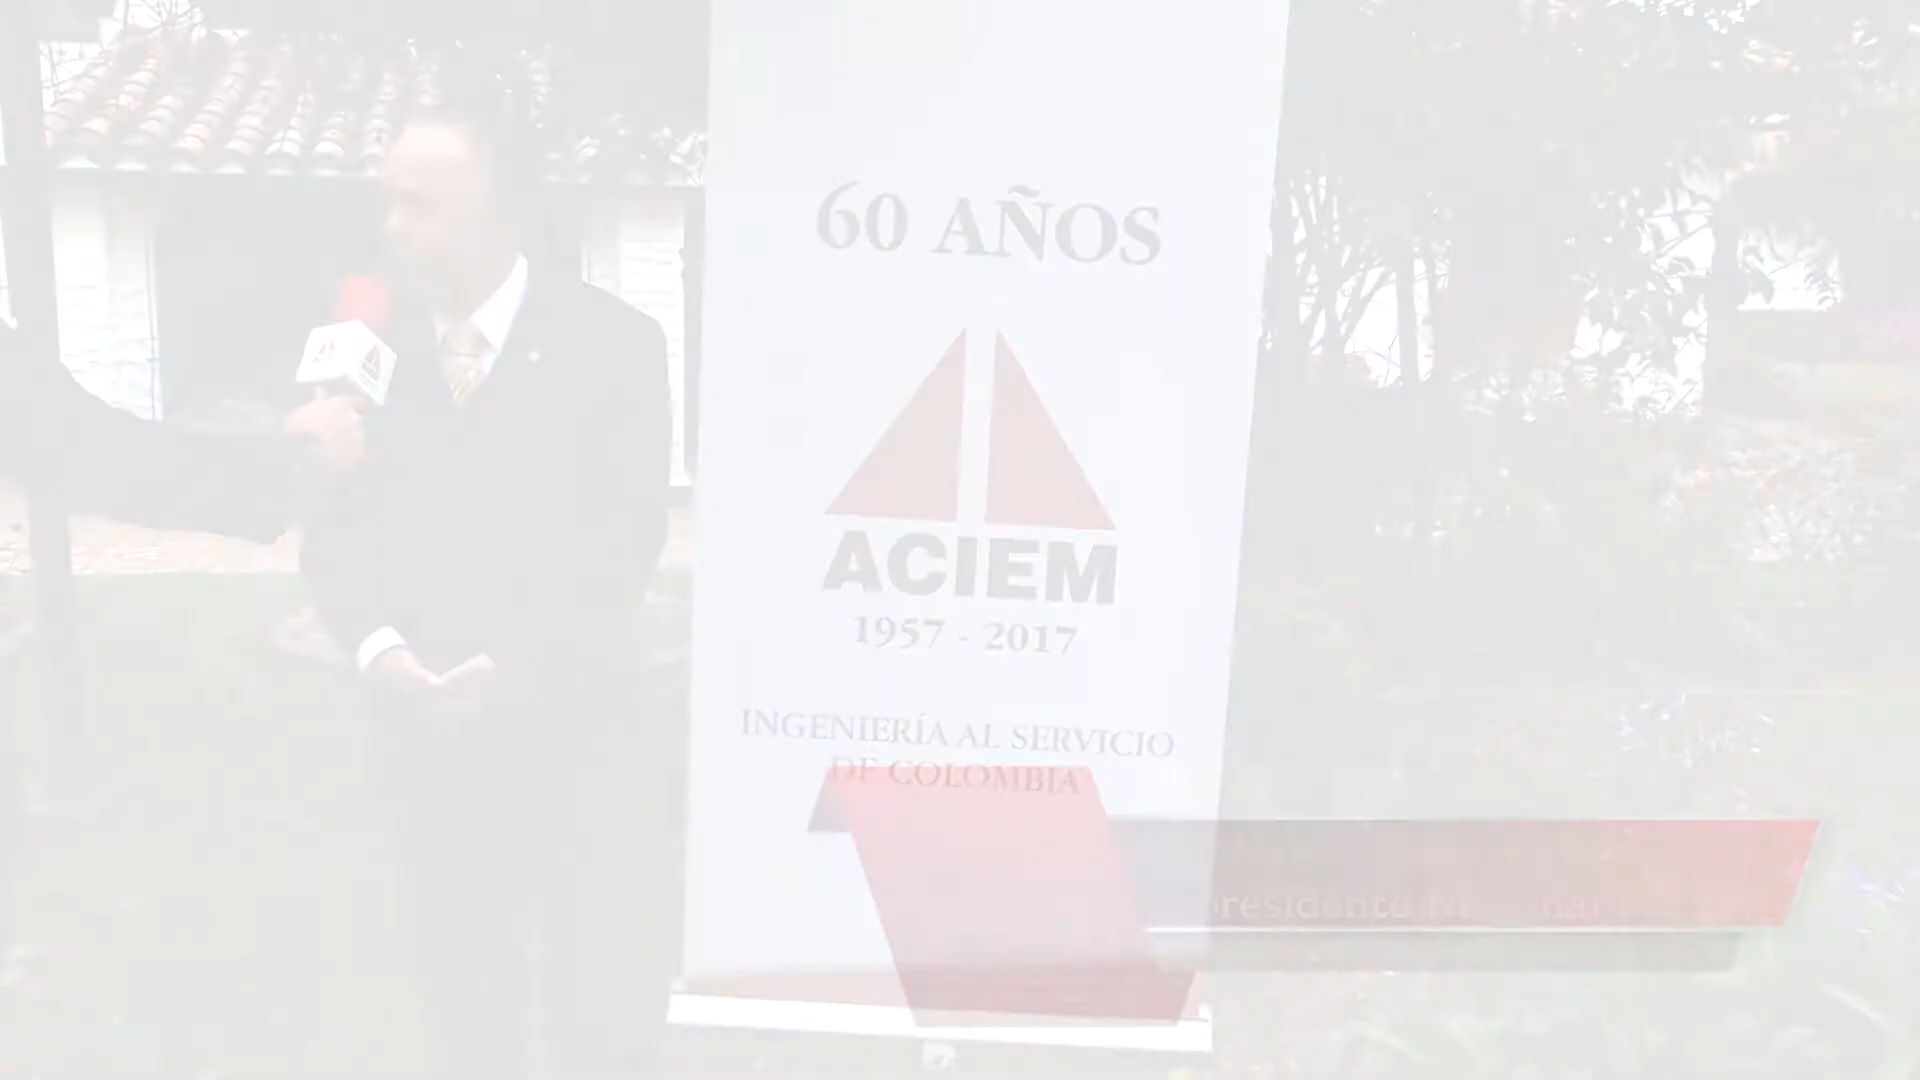 60 AÑOS
ACIEM
1957 - 2017
INGENIERÍA AL SERVICIO
DE COLOMBIA